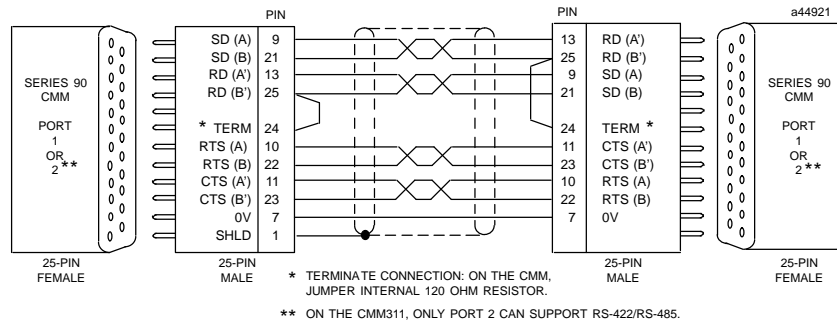 a44921
PIN
PIN
SERIES 90
CMM
PORT
1
OR
2 **
25-PIN
FEMALE
SD (A) 9
SD (B) 21
RD (A') 13
RD (B') 25
* TERM 24
RTS (A) 10
RTS (B) 22
CTS (A') 11
CTS (B') 23
0V 7
SHLD 1
25-PIN
MALE
13 RD (A')
25 RD (B')
9 SD (A)
21 SD (B)
24 TERM *
11 CTS (A')
23 CTS (B')
10 RTS (A)
22 RTS (B)
7 0V
25-PIN
MALE
SERIES 90
CMM
PORT
1
OR
2 **
25-PIN
FEMALE
* TERMINATE CONNECTION: ON THE CMM,
JUMPER INTERNAL 120 OHM RESISTOR.
** ON THE CMM311, ONLY PORT 2 CAN SUPPORT RS-422/RS-485.